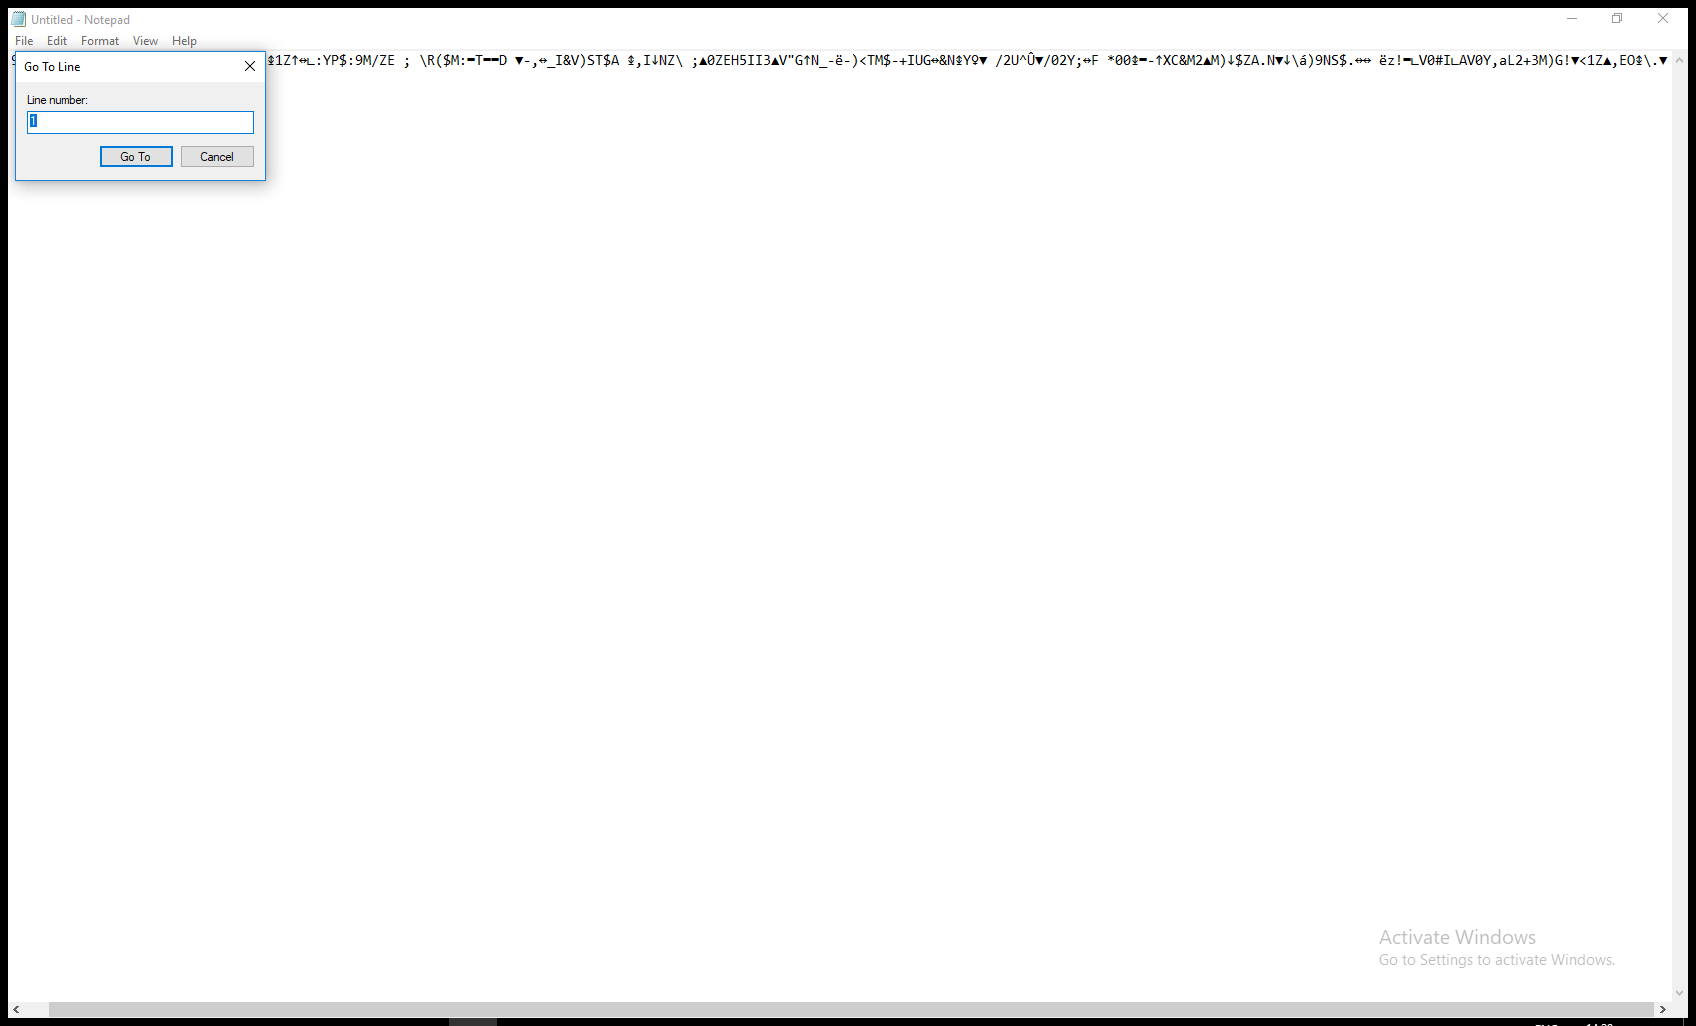 Untitled - Notepad
File Edit Format View Help
Go To Line
Line number:
1
Go To Cancel
↨1Z↑↔∟:YP$:9M/ZE ; \R($M:▬T▬▬D ▼-,↔_I&V)ST$A ↨,I↓NZ\ ;▲0ZEH5II3▲V"G↑N_-ë-)<TM$-+IUG↔&N↨Y♀▼ /2U^Û▼/02Y;↔F *00↨▬-↑XC&M2▲M)↓$ZA.N▼↓\á)9NS$.↔↔ ëz!▬∟V0#I∟AV0Y,aL2+3M)G!▼<1Z▲,EO↨\.▼
Activate Windows
Go to Settings to activate Windows.